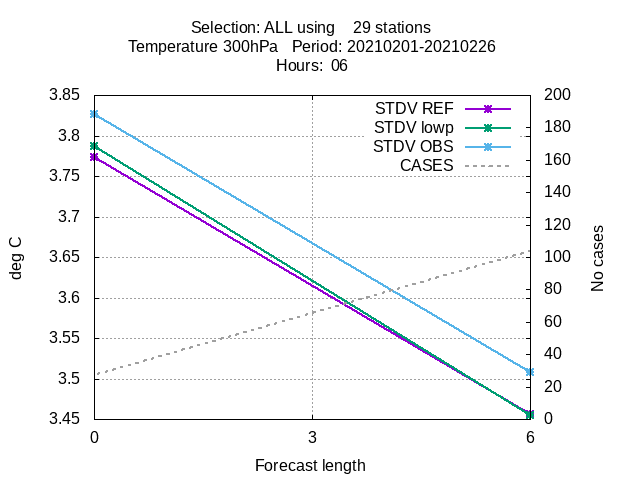 Selection: ALL using    29 stations
Temperature 300hPa   Period: 20210201-20210226
Hours:  06
3.85
3.8
3.75
3.7
3.65
3.6
3.55
3.5
3.45
deg C
STDV REF
STDV lowp
STDV OBS
CASES
200
180
160
140
120
100
80
60
40
20
0
No cases
0 3 6
Forecast length